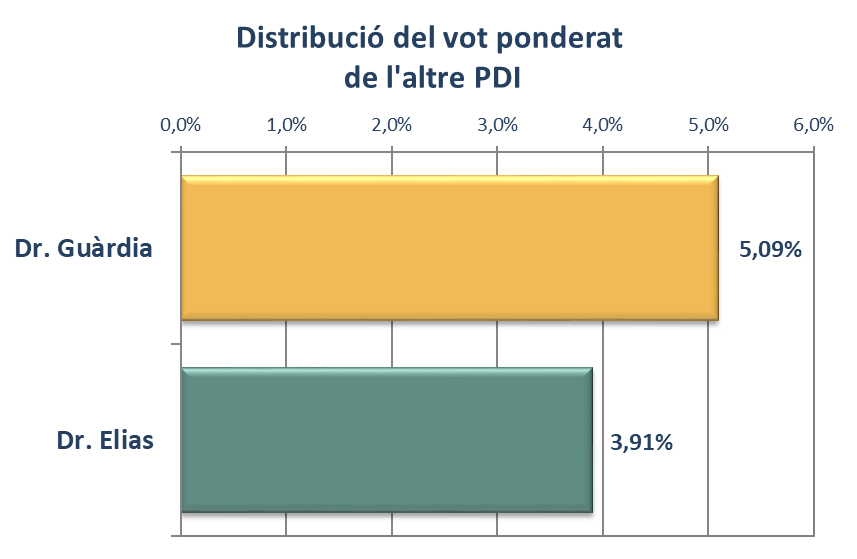 Distribució del vot ponderat
de l'altre PDI
0,0% 1,0% 2,0% 3,0% 4,0% 5,0% 6,0%
Dr. Guàrdia 5,09%
Dr. Elias 3,91%